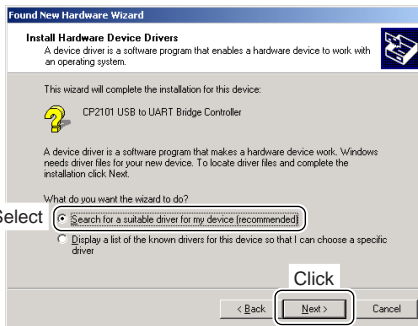 Found New Hardware Wizard
Install Hardware Device Drivers
A device driver is a software program that enables a hardware device to work with
an operating system.
This wizard will complete the installation for this device:
CP2101 USB to UART Bridge Controller
A device driver is a software program that makes a hardware device work. Windows
needs driver files for your new device. To locate driver files and complete the
installation click Next.
What do you want the wizard to do?
Select
Search for a suitable driver for my device (recommended)
Display a list of the known drivers for this device so that I can choose a specific
driver
Click
< Back Next > Cancel